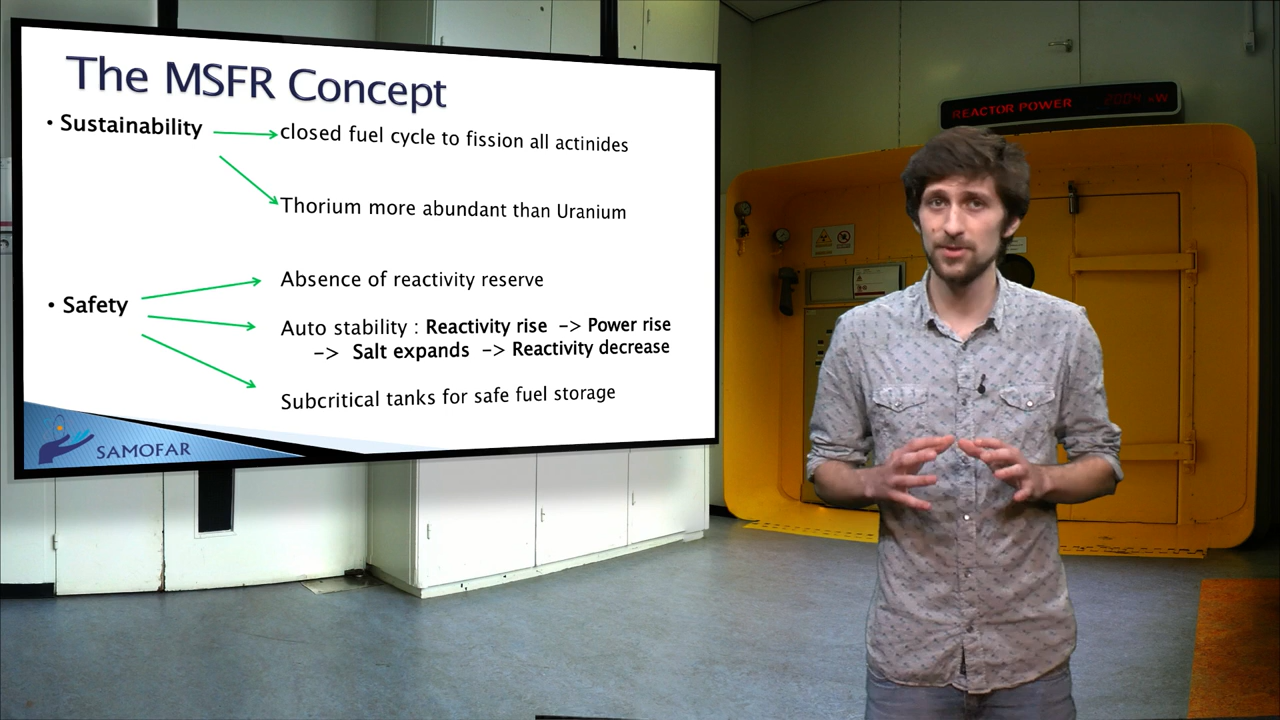 The MSFR Concept
• Sustainability
closed fuel cycle to fission all actinides
Thorium more abundant than Uranium
• Safety
Absence of reactivity reserve
Auto stability : Reactivity rise -> Power rise
-> Salt expands -> Reactivity decrease
Subcritical tanks for safe fuel storage
SAMOFAR
REACTOR POWER